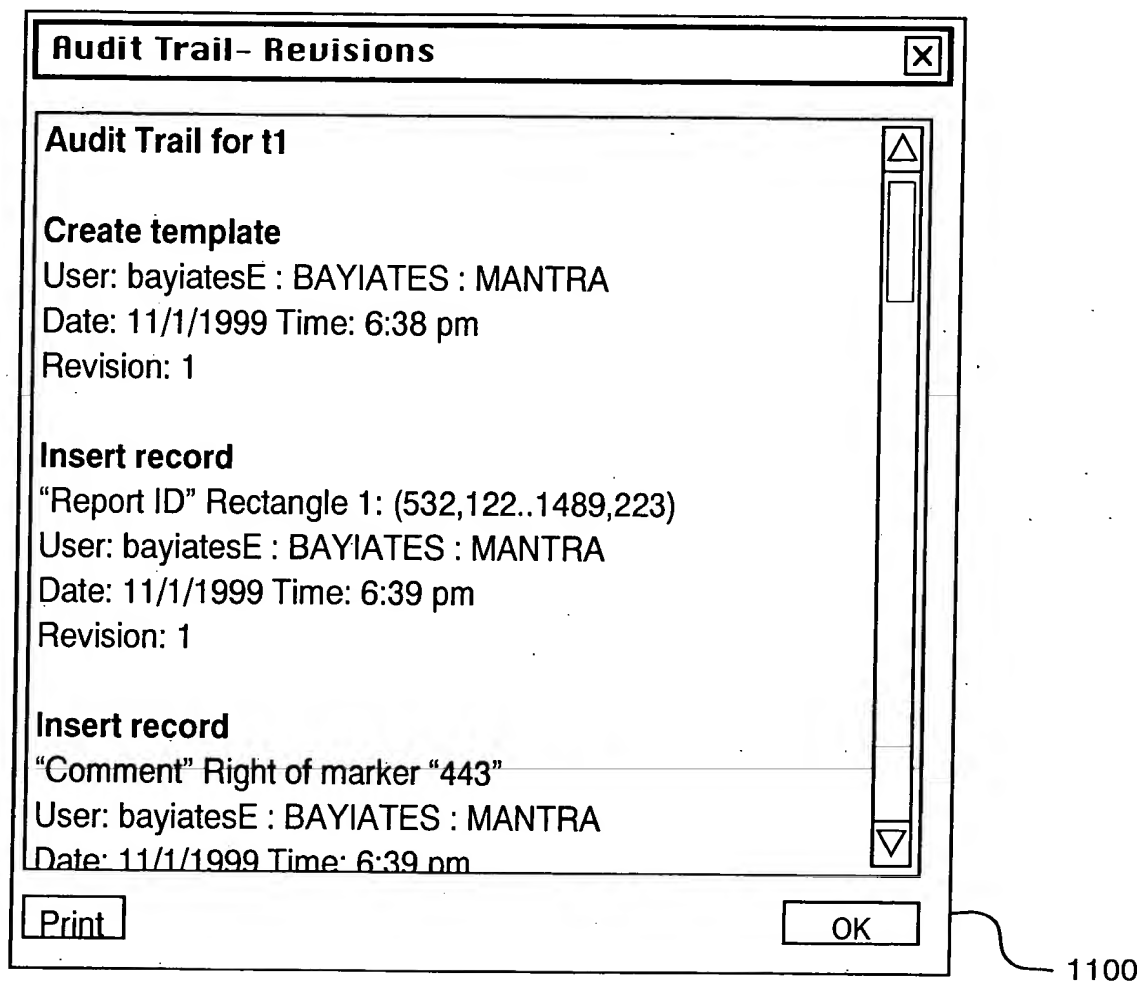 Audit Trail- Revisions
Audit Trail for t1
Create template
User: bayiatesE : BAYIATES : MANTRA
Date: 11/1/1999 Time: 6:38 pm
Revision: 1
Insert record
“Report ID” Rectangle 1: (532,122..1489,223)
User: bayiatesE : BAYIATES : MANTRA
Date: 11/1/1999 Time: 6:39 pm
Revision: 1
Insert record
“Comment” Right of marker “443”
User: bayiatesE : BAYIATES : MANTRA
Date: 11/1/1999 Time: 6:39 pm
Print
OK
1100